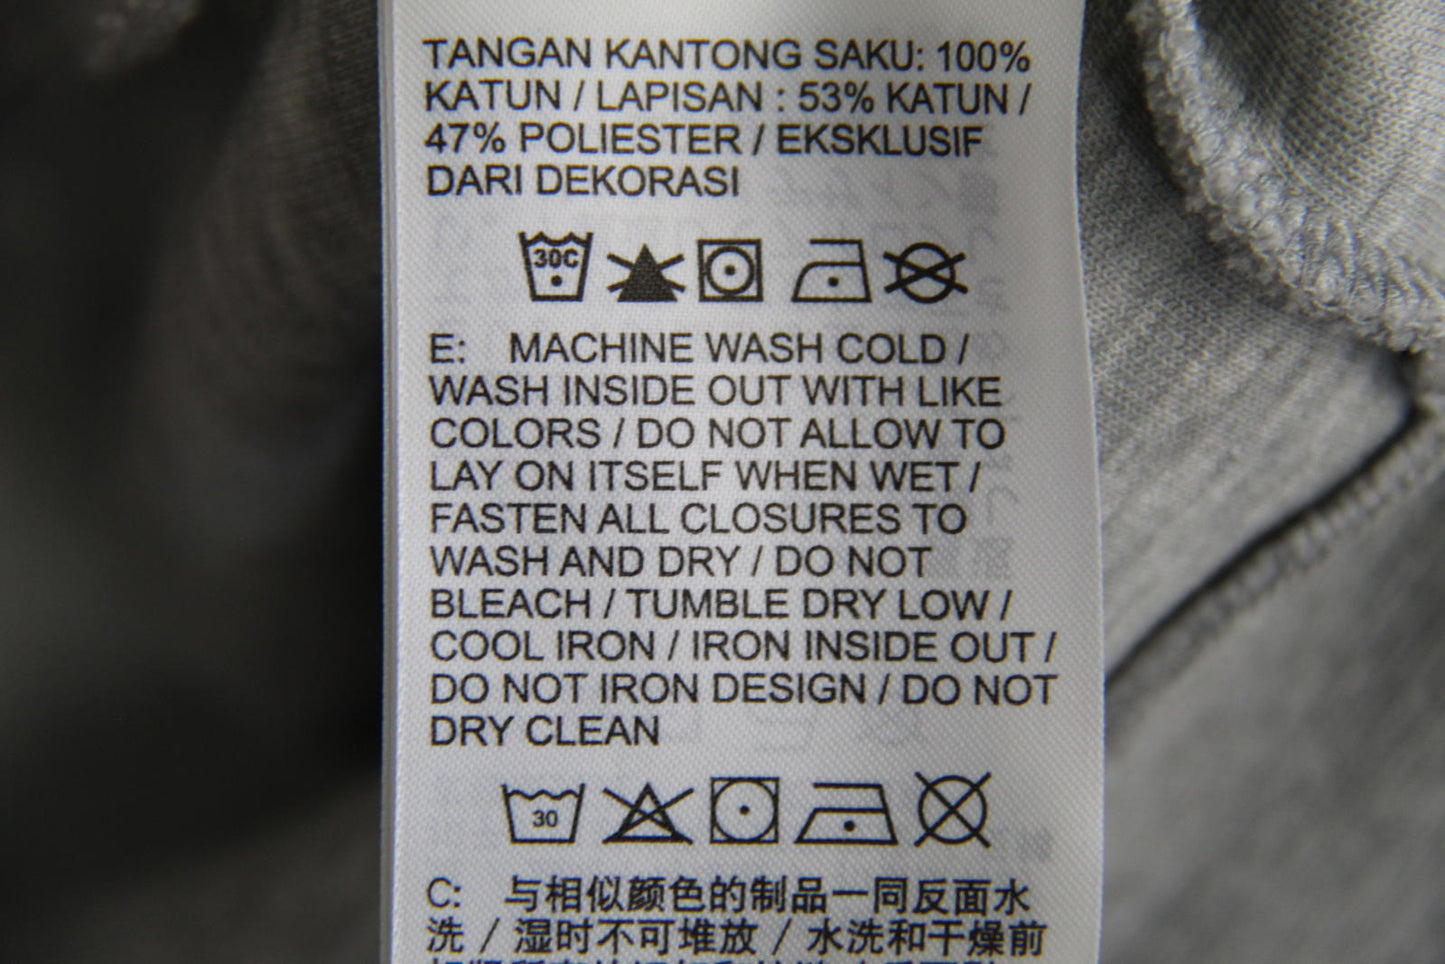 TANGAN KANTONG SAKU: 100%
KATUN / LAPISAN : 53% KATUN /
47% POLIESTER / EKSKLUSIF
DARI DEKORASI
30C
E: MACHINE WASH COLD /
WASH INSIDE OUT WITH LIKE
COLORS / DO NOT ALLOW TO
LAY ON ITSELF WHEN WET /
FASTEN ALL CLOSURES TO
WASH AND DRY / DO NOT
BLEACH / TUMBLE DRY LOW /
COOL IRON / IRON INSIDE OUT /
DO NOT IRON DESIGN / DO NOT
DRY CLEAN
30
C: 与相似颜色的制品一同反面水
洗 / 湿时不可堆放 / 水洗和干燥前